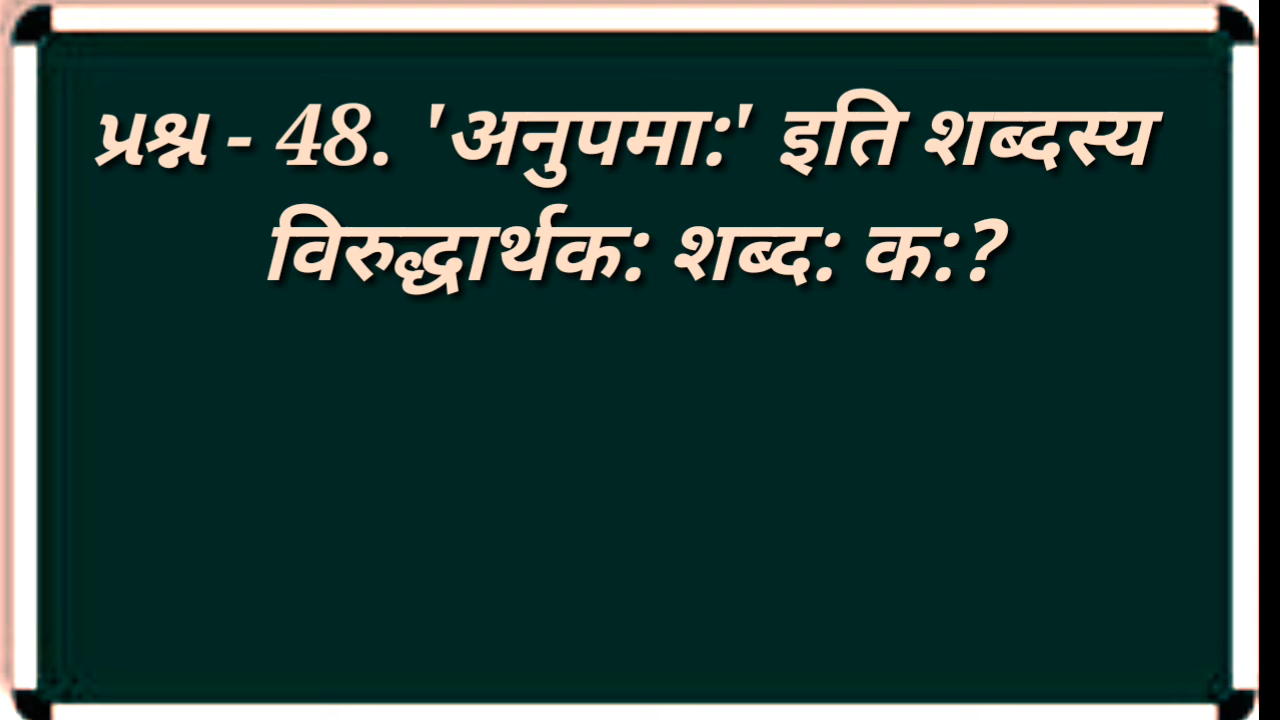 प्रश्न - 48. 'अनुपमा:' इति शब्दस्य
विरुद्धार्थक: शब्द: क:?